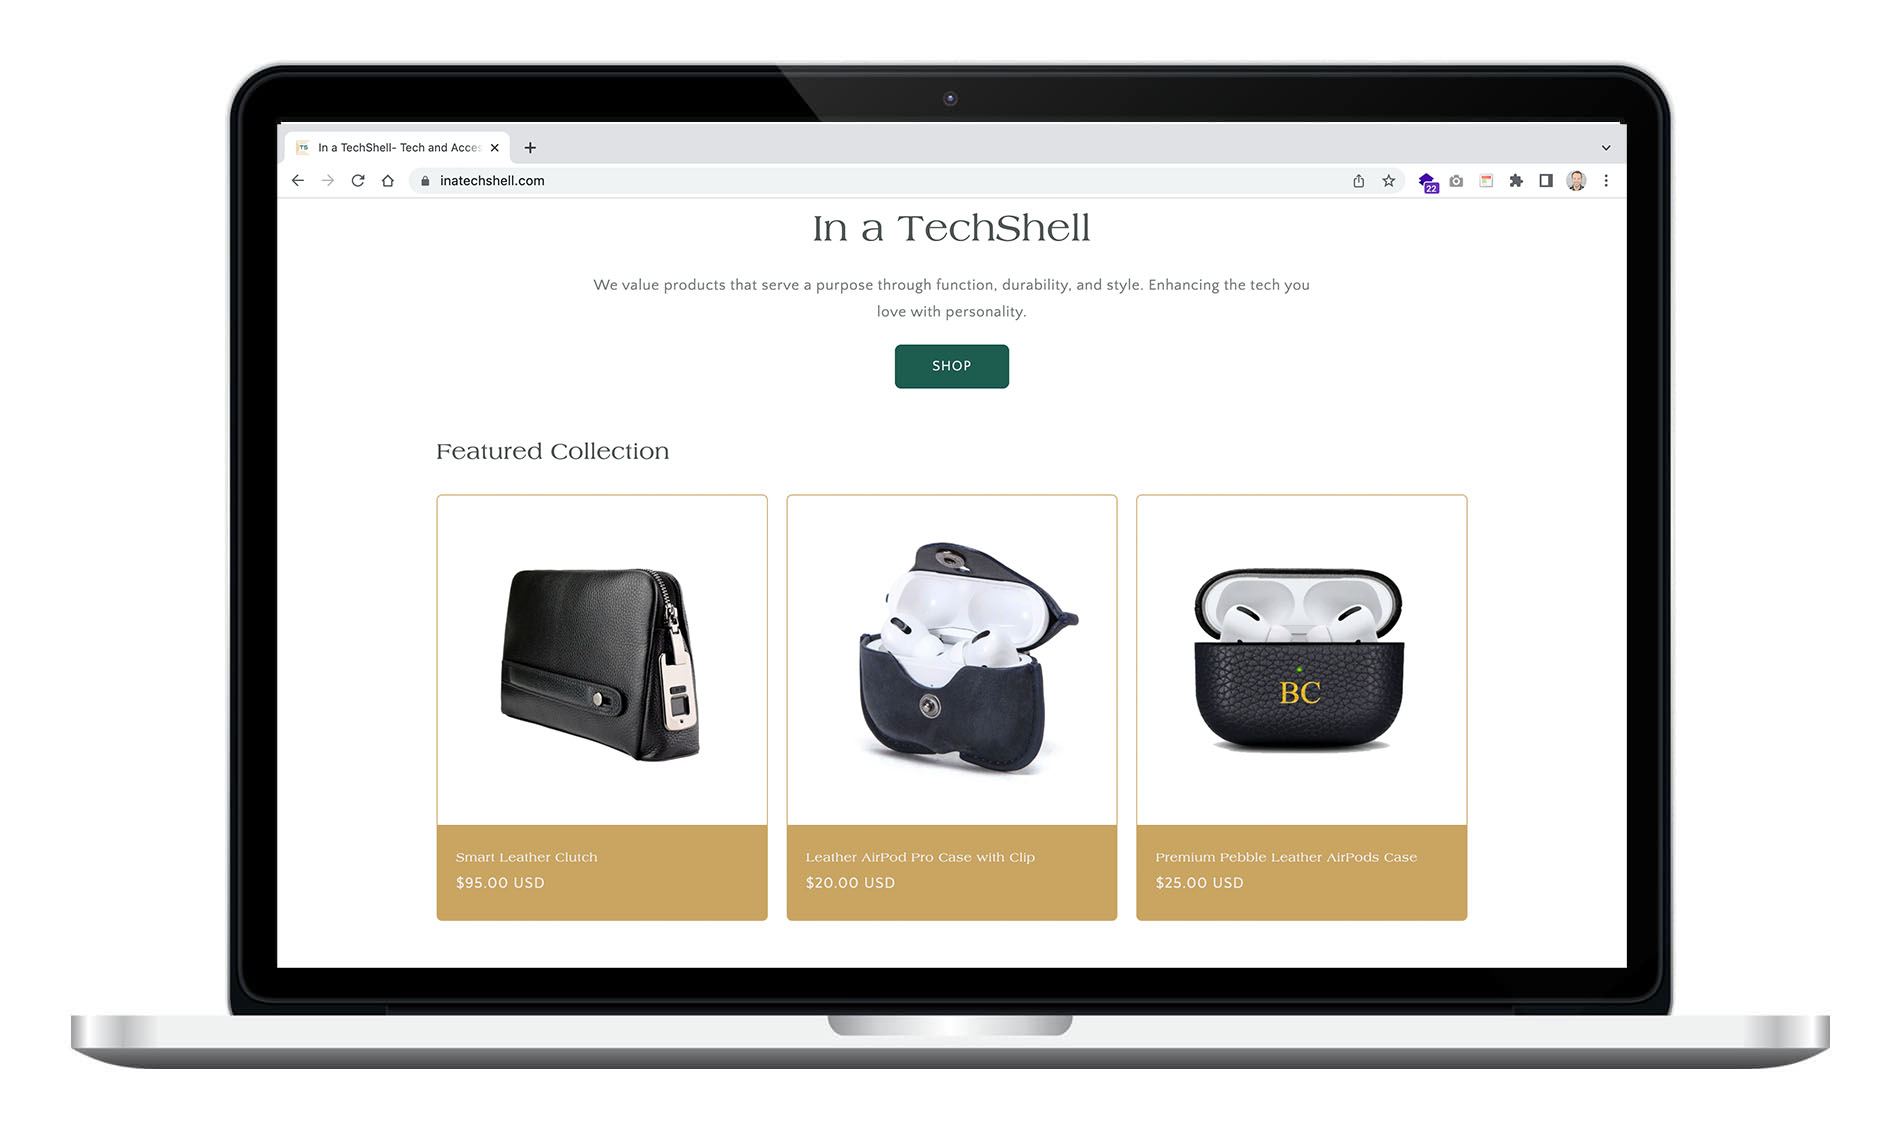 TS In a TechShell- Tech and Acces
inatechshell.com
22
In a TechShell
We value products that serve a purpose through function, durability, and style. Enhancing the tech you
love with personality.
SHOP
Featured Collection
BC
Smart Leather Clutch
$95.00 USD
Leather AirPod Pro Case with Clip
$20.00 USD
Premium Pebble Leather AirPods Case
$25.00 USD